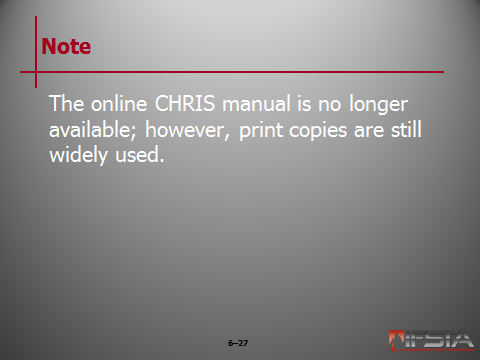 Note
The online CHRIS manual is no longer
available; however, print copies are still
widely used.
6–27
IFSTA